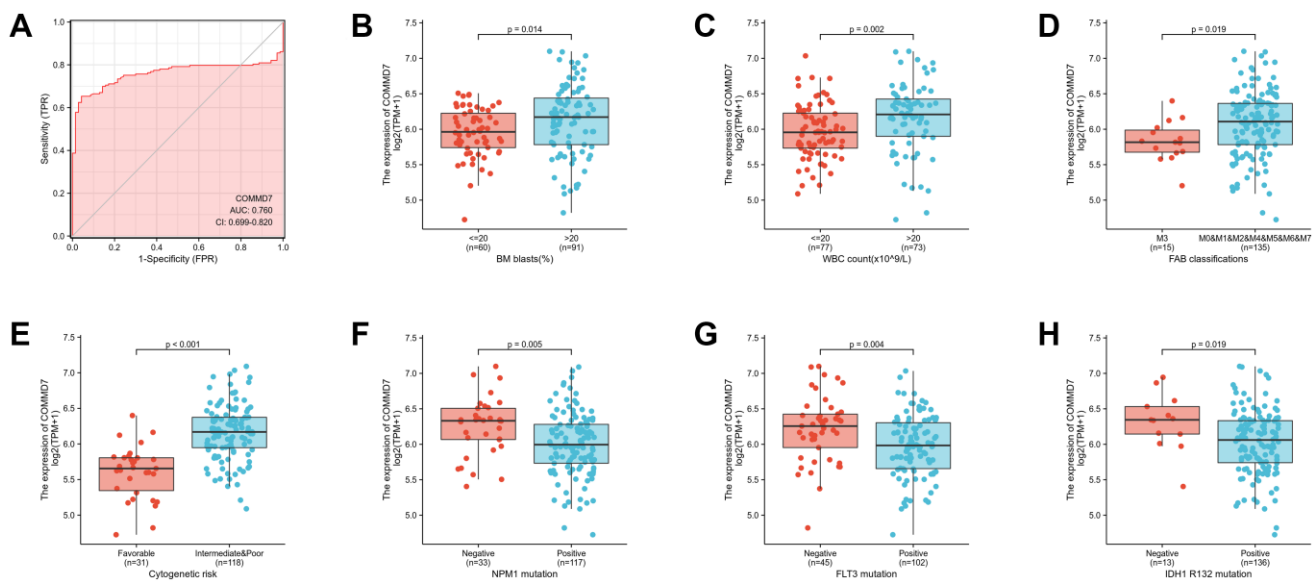 A
1.0
0.8
0.6
0.4
0.2
0.0
Sensitivity (TPR)
COMMD7
AUC: 0.760
CI: 0.699-0.820
0.0 0.2 0.4 0.6 0.8 1.0
1-Specificity (FPR)
B
The expression of COMMD7
log2(TPM+1)
7.5
7.0
6.5
6.0
5.5
5.0
p = 0.014
<=20 >20
(n=60) (n=91)
BM blasts(%)
C
The expression of COMMD7
log2(TPM+1)
7.5
7.0
6.5
6.0
5.5
5.0
p = 0.002
<=20 >20
(n=77) (n=73)
WBC count(x10^9/L)
D
The expression of COMMD7
log2(TPM+1)
7.5
7.0
6.5
6.0
5.5
5.0
p = 0.019
M3 M0&M1&M2&M4&M5&M6&M7
(n=15) (n=135)
FAB classifications
E
The expression of COMMD7
log2(TPM+1)
7.5
7.0
6.5
6.0
5.5
5.0
p < 0.001
Favorable Intermediate&Poor
(n=31) (n=118)
Cytogenetic risk
F
The expression of COMMD7
log2(TPM+1)
7.5
7.0
6.5
6.0
5.5
5.0
p = 0.005
Negative Positive
(n=33) (n=117)
NPM1 mutation
G
The expression of COMMD7
log2(TPM+1)
7.5
7.0
6.5
6.0
5.5
5.0
p = 0.004
Negative Positive
(n=45) (n=102)
FLT3 mutation
H
The expression of COMMD7
log2(TPM+1)
7.5
7.0
6.5
6.0
5.5
5.0
p = 0.019
Negative Positive
(n=13) (n=136)
IDH1 R132 mutation